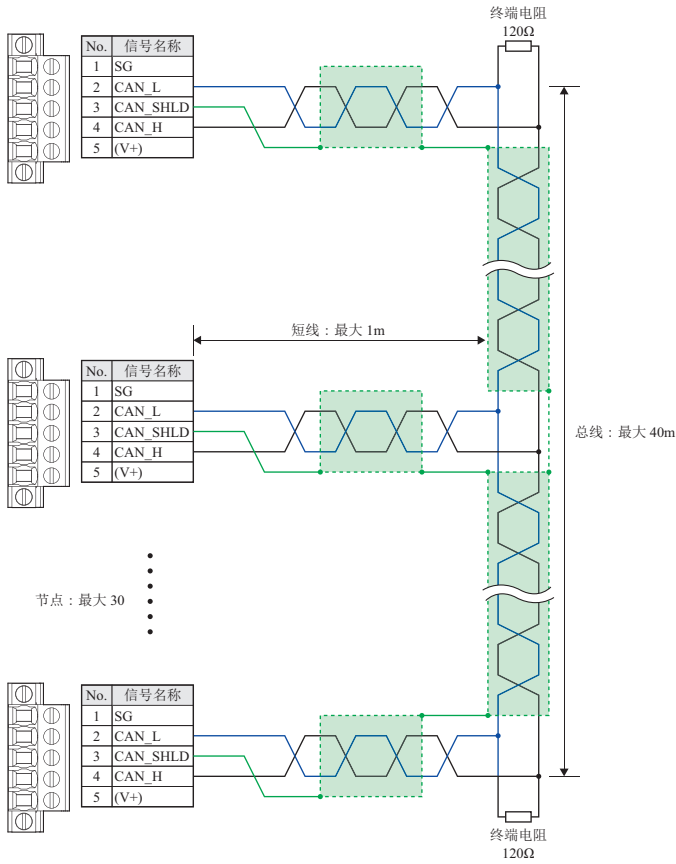 终端电阻
120Ω
No. 信号名称
1 SG
2 CAN_L
3 CAN_SHLD
4 CAN_H
5 (V+)
短线：最大 1m
No. 信号名称
1 SG
2 CAN_L
3 CAN_SHLD
4 CAN_H
5 (V+)
总线：最大 40m
节点：最大 30
No. 信号名称
1 SG
2 CAN_L
3 CAN_SHLD
4 CAN_H
5 (V+)
终端电阻
120Ω